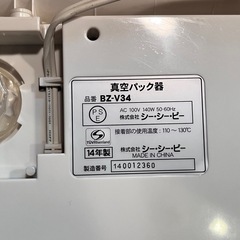 真空パック器
品番 BZ-V34
PS
E
AC 100V 140W 50-60Hz
株式会社 シー・シー・ピー
接着部の使用温度:110～130℃
14年製
株式会社 シー・シー・ピー
MADE IN CHINA
製造番号 140012360